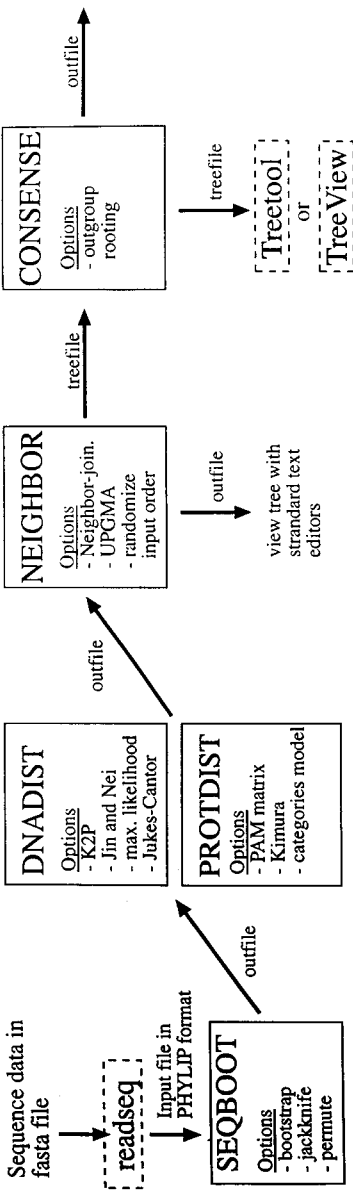 Sequence data in
fasta file
readseq
Input file in
PHYLIP format
SEQBOOT
Options
- bootstrap
- jackknife
- permute
outfile
DNADIST
Options
- K2P
- Jin and Nei
- max. likelihood
- Jukes-Cantor
PROTDIST
Options
- PAM matrix
- Kimura
- categories model
outfile
NEIGHBOR
Options
- Neighbor-join.
- UPGMA
- randomize
input order
outfile
view tree with
strandard text
editors
treefile
CONSENSE
Options
- outgroup
rooting
outfile
treefile
Treetool
or
TreeView